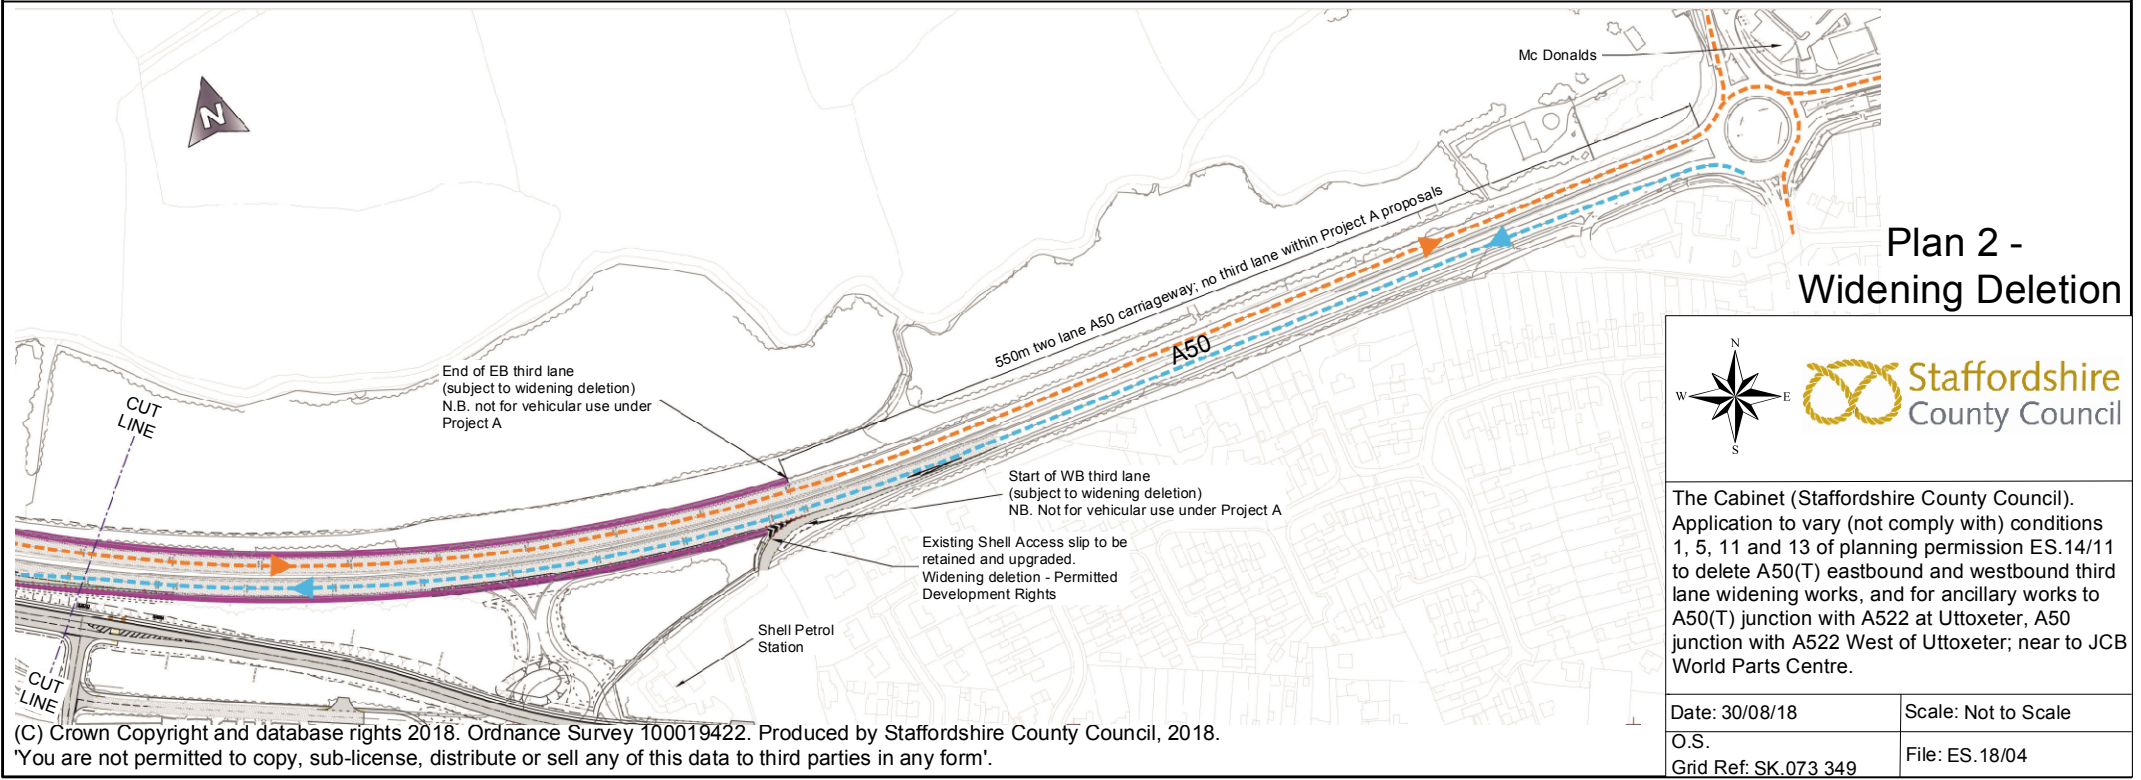 N
Mc Donalds
550m two lane A50 carriageway; no third lane within Project A proposals
A50
End of EB third lane
(subject to widening deletion)
N.B. not for vehicular use under
Project A
CUT
LINE
Start of WB third lane
(subject to widening deletion)
NB. Not for vehicular use under Project A
Existing Shell Access slip to be
retained and upgraded.
Widening deletion - Permitted
Development Rights
Shell Petrol
Station
CUT
LINE
(C) Crown Copyright and database rights 2018. Ordnance Survey 100019422. Produced by Staffordshire County Council, 2018.
'You are not permitted to copy, sub-license, distribute or sell any of this data to third parties in any form'.
Plan 2 -
Widening Deletion
N
W E
S
Staffordshire
County Council
The Cabinet (Staffordshire County Council).
Application to vary (not comply with) conditions
1, 5, 11 and 13 of planning permission ES.14/11
to delete A50(T) eastbound and westbound third
lane widening works, and for ancillary works to
A50(T) junction with A522 at Uttoxeter, A50
junction with A522 West of Uttoxeter; near to JCB
World Parts Centre.
Date: 30/08/18
Scale: Not to Scale
O.S.
Grid Ref: SK.073 349
File: ES.18/04